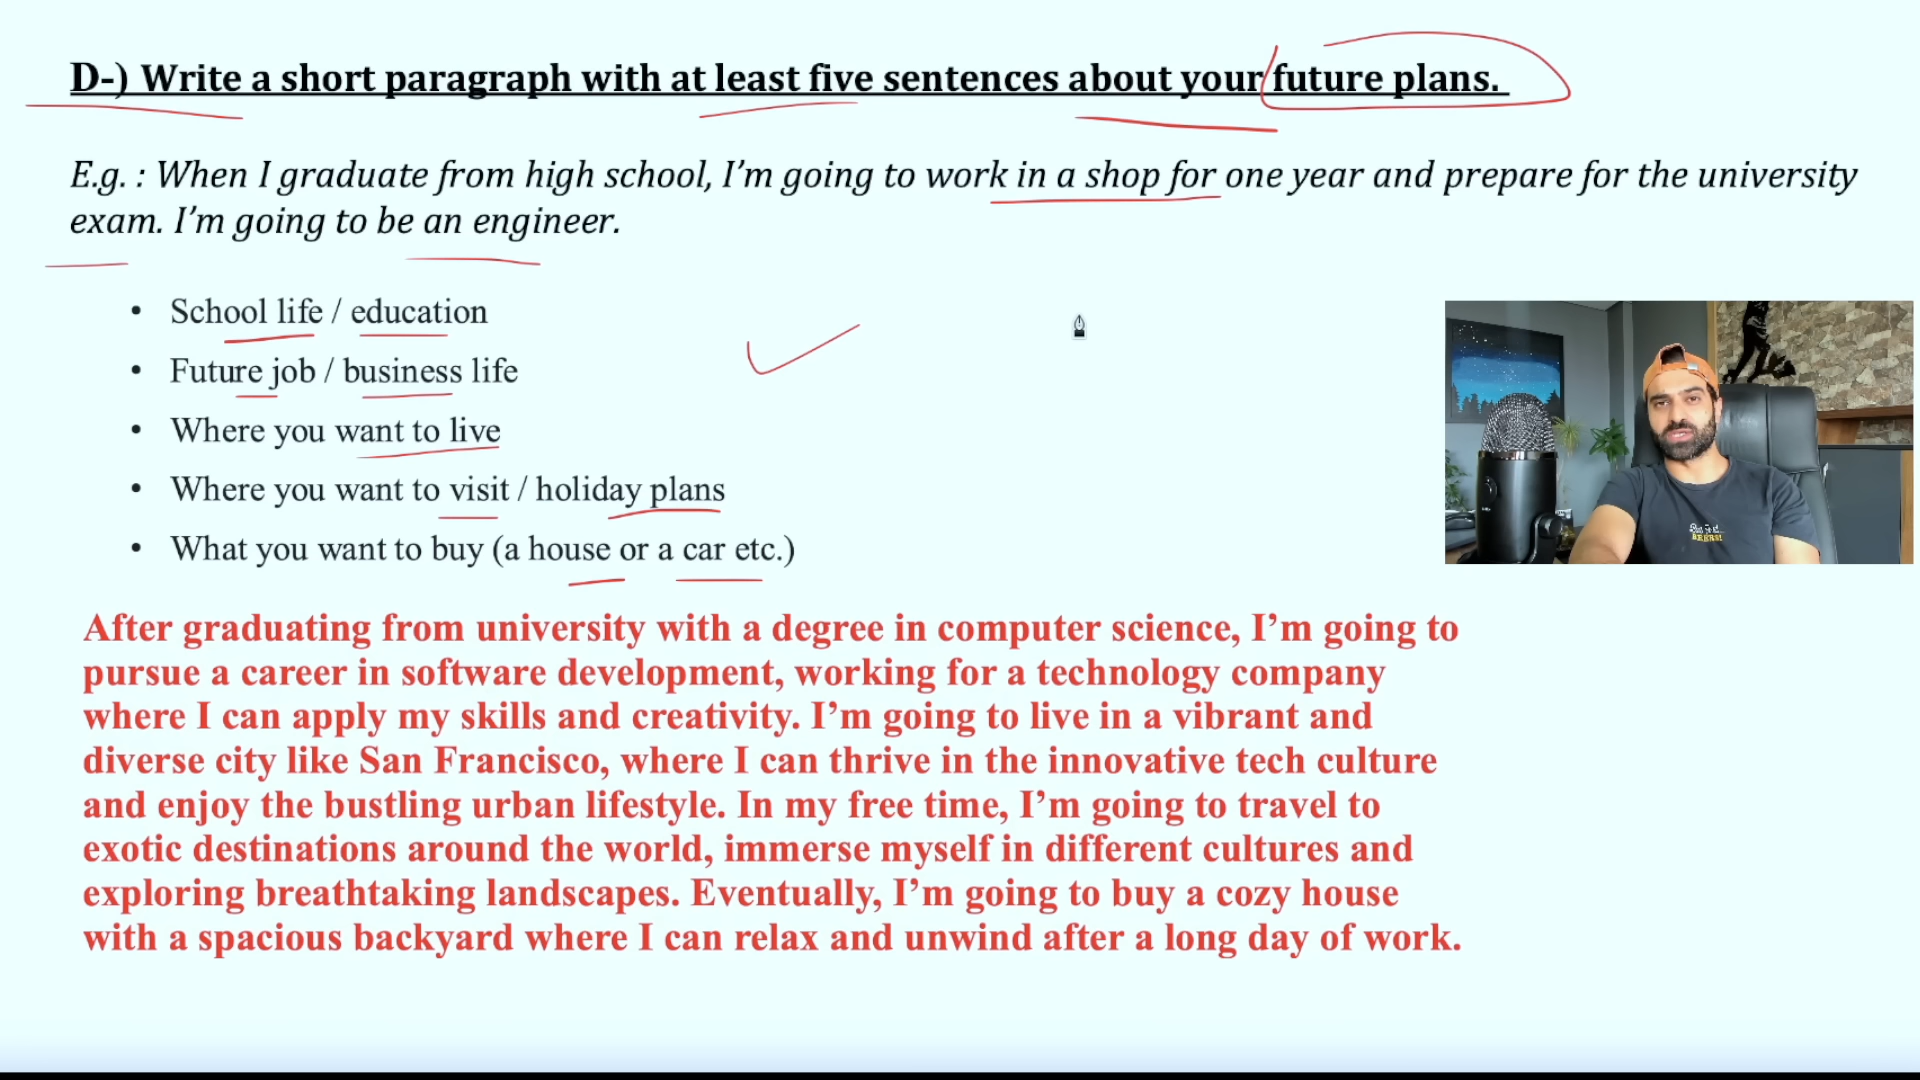 D-) Write a short paragraph with at least five sentences about your future plans.
E.g. : When I graduate from high school, I’m going to work in a shop for one year and prepare for the university
exam. I’m going to be an engineer.
• School life / education
• Future job / business life
• Where you want to live
• Where you want to visit / holiday plans
• What you want to buy (a house or a car etc.)
After graduating from university with a degree in computer science, I’m going to
pursue a career in software development, working for a technology company
where I can apply my skills and creativity. I’m going to live in a vibrant and
diverse city like San Francisco, where I can thrive in the innovative tech culture
and enjoy the bustling urban lifestyle. In my free time, I’m going to travel to
exotic destinations around the world, immerse myself in different cultures and
exploring breathtaking landscapes. Eventually, I’m going to buy a cozy house
with a spacious backyard where I can relax and unwind after a long day of work.